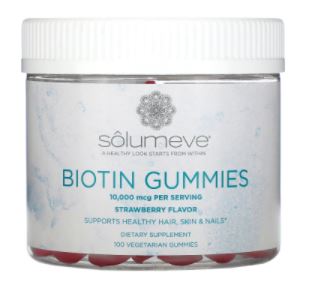 sôlumeve®
A HEALTHY LOOK STARTS FROM WITHIN
BIOTIN GUMMIES
10,000 mcg PER SERVING
STRAWBERRY FLAVOR
SUPPORTS HEALTHY HAIR, SKIN & NAILS*
DIETARY SUPPLEMENT
100 VEGETARIAN GUMMIES